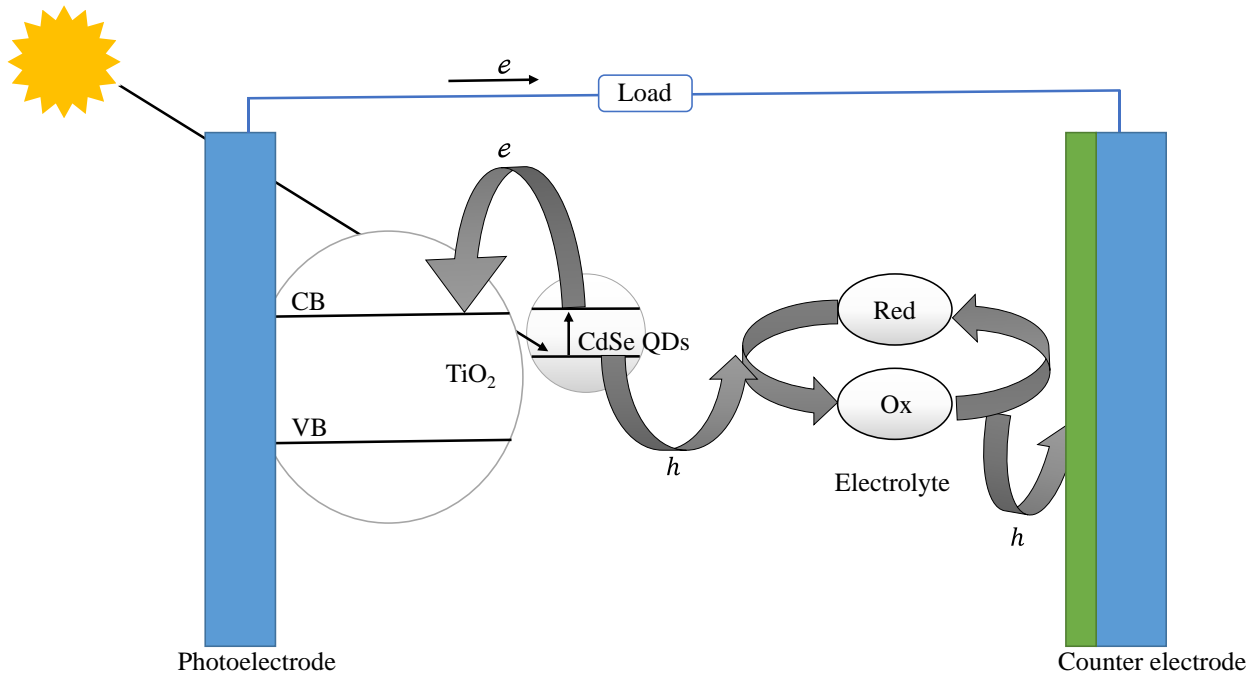 e
Load
e
CB
CdSe QDs
TiO₂
VB
Red
Ox
h
Electrolyte
h
Photoelectrode
Counter electrode